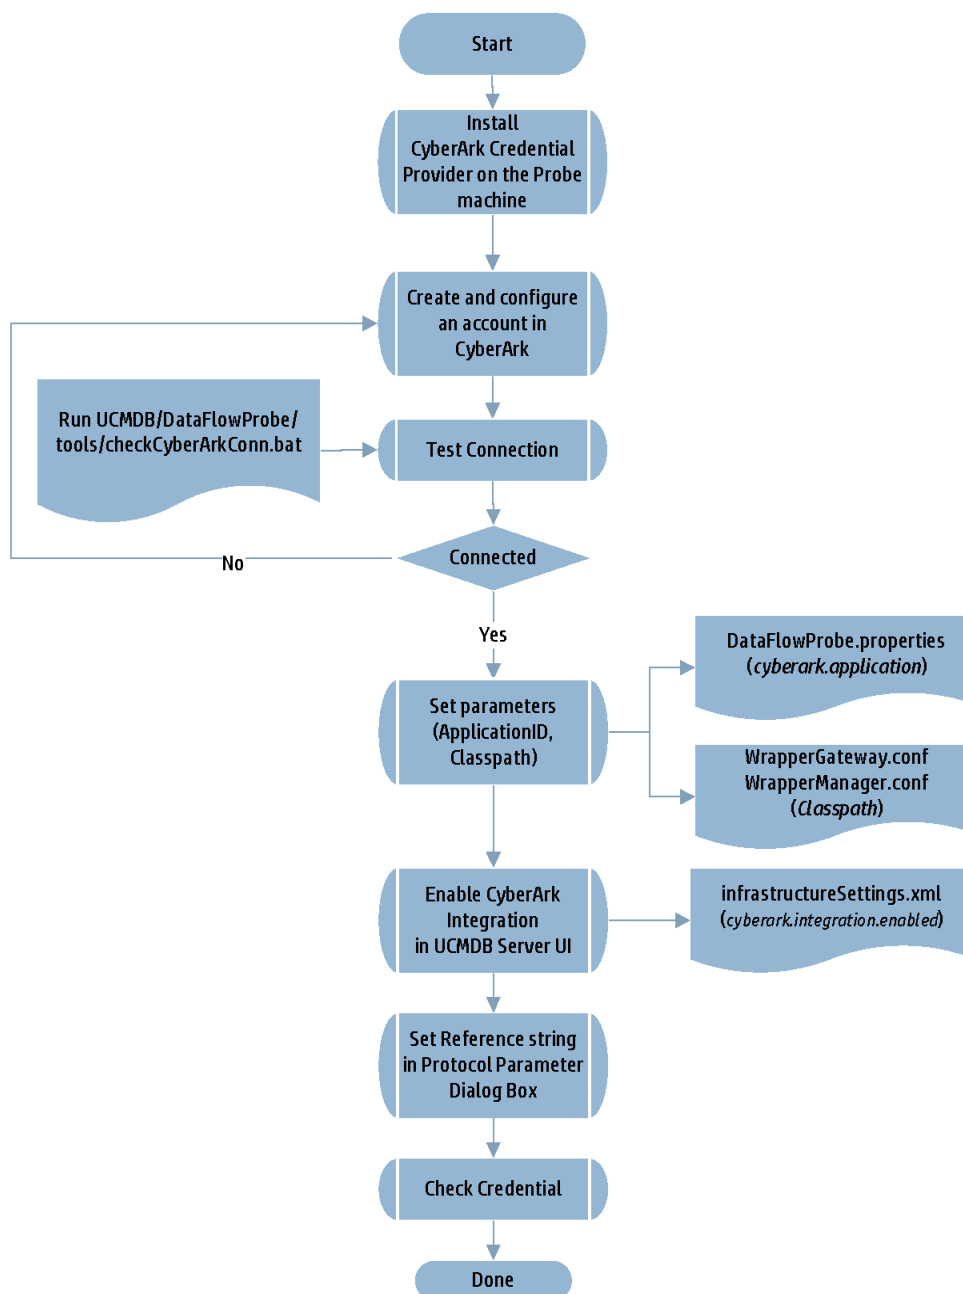 Start
Install
CyberArk Credential
Provider on the Probe
machine
Create and configure
an account in
CyberArk
Run UCMDB/DataFlowProbe/
tools/checkCyberArkConn.bat
Test Connection
Connected
No
Yes
DataFlowProbe.properties
(cyberark.application)
Set parameters
(ApplicationID,
Classpath)
WrapperGateway.conf
WrapperManager.conf
(Classpath)
Enable CyberArk
Integration
in UCMDB Server UI
infrastructureSettings.xml
(cyberark.integration.enabled)
Set Reference string
in Protocol Parameter
Dialog Box
Check Credential
Done